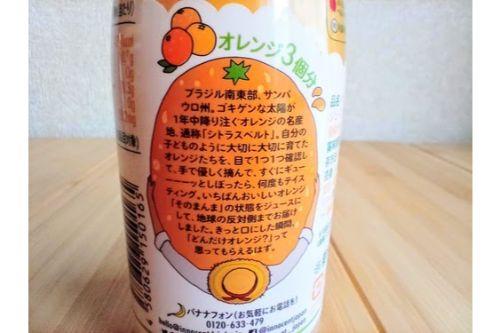 オレンジ3個分
ブラジル南東部、サンパ
ウロ州。ゴキゲンな太陽が
1年中降り注ぐオレンジの名産
地、通称「シトラスベルト」。自分の
子どものように大切に大切に育てた
オレンジたちを、目で1つ1つ確認し
て、手で優しく摘んで、すぐにギュー
ーーーッとしぼったら、何度もテイス
ティング。いちばんおいしいオレンジ
「そのまんま」の状態をジュースに
して、地球の反対側までお届け
しました。きっと口にした瞬間、
「どんだけオレンジ?」って
思ってもらえるはず。
バナナフォン(お気軽にお電話を)
0120-633-479